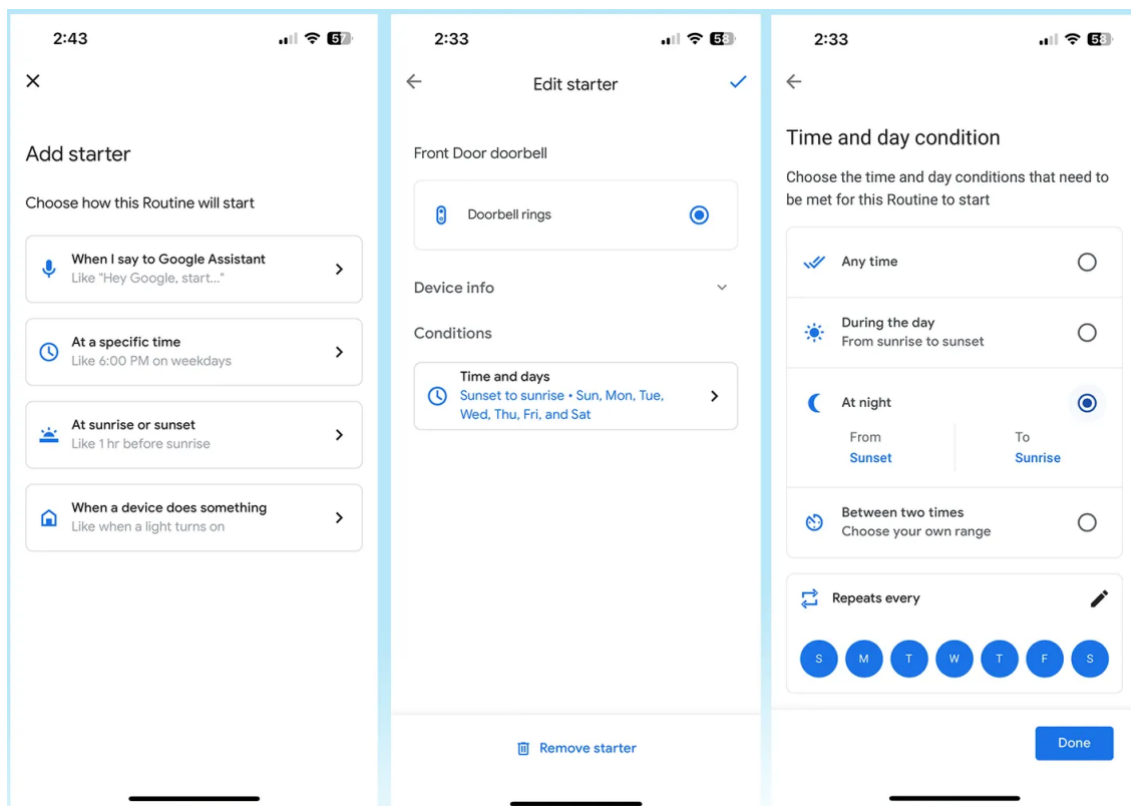 2:43
57
Add starter
Choose how this Routine will start
When I say to Google Assistant
Like "Hey Google, start..."
At a specific time
Like 6:00 PM on weekdays
At sunrise or sunset
Like 1 hr before sunrise
When a device does something
Like when a light turns on
2:33
58
Edit starter
Front Door doorbell
Doorbell rings
Device info
Conditions
Time and days
Sunset to sunrise • Sun, Mon, Tue,
Wed, Thu, Fri, and Sat
Remove starter
2:33
58
Time and day condition
Choose the time and day conditions that need to
be met for this Routine to start
Any time
During the day
From sunrise to sunset
At night
From To
Sunset Sunrise
Between two times
Choose your own range
Repeats every
S M T W T F S
Done